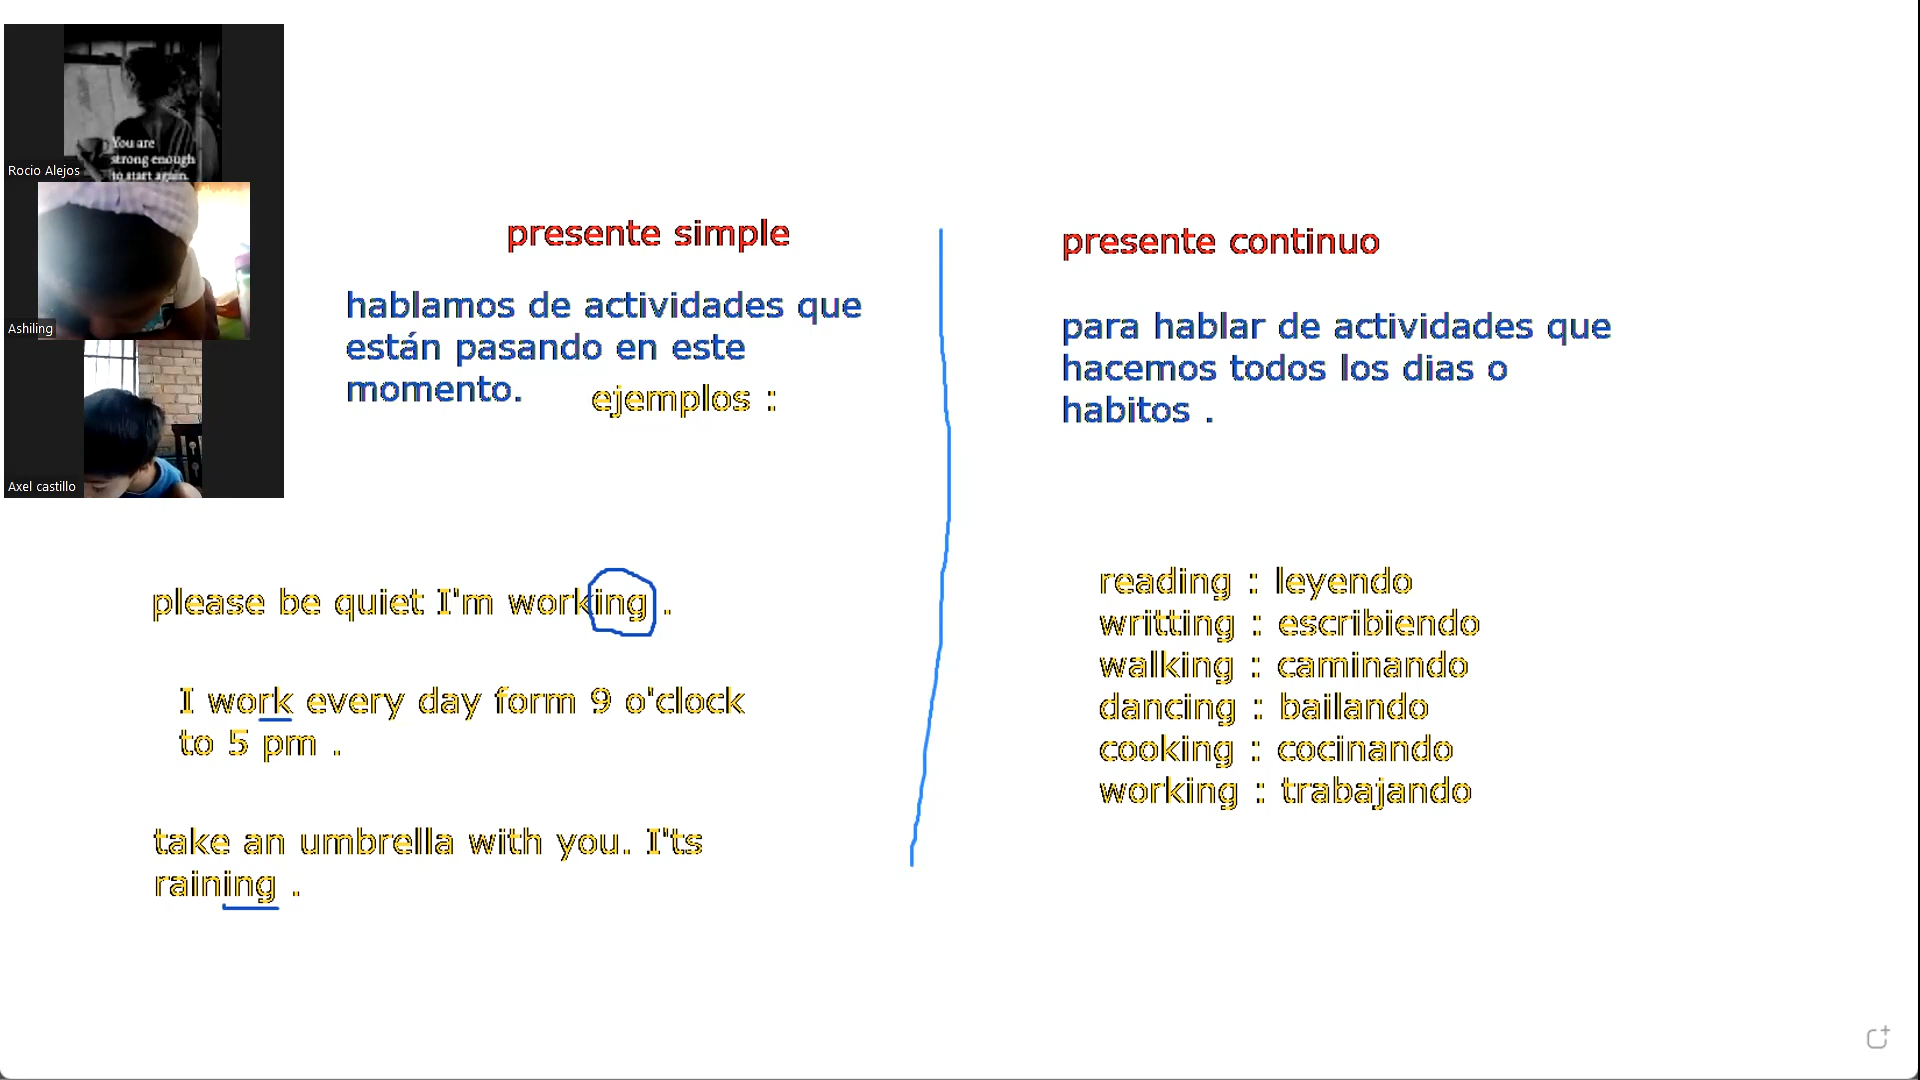 You are
strong enough
to start again.
Rocio Alejos
Ashiling
Axel castillo
presente simple
hablamos de actividades que
están pasando en este
momento.
ejemplos :
please be quiet I'm working .
I work every day form 9 o'clock
to 5 pm .
take an umbrella with you. I'ts
raining .
presente continuo
para hablar de actividades que
hacemos todos los dias o
habitos .
reading : leyendo
writting : escribiendo
walking : caminando
dancing : bailando
cooking : cocinando
working : trabajando